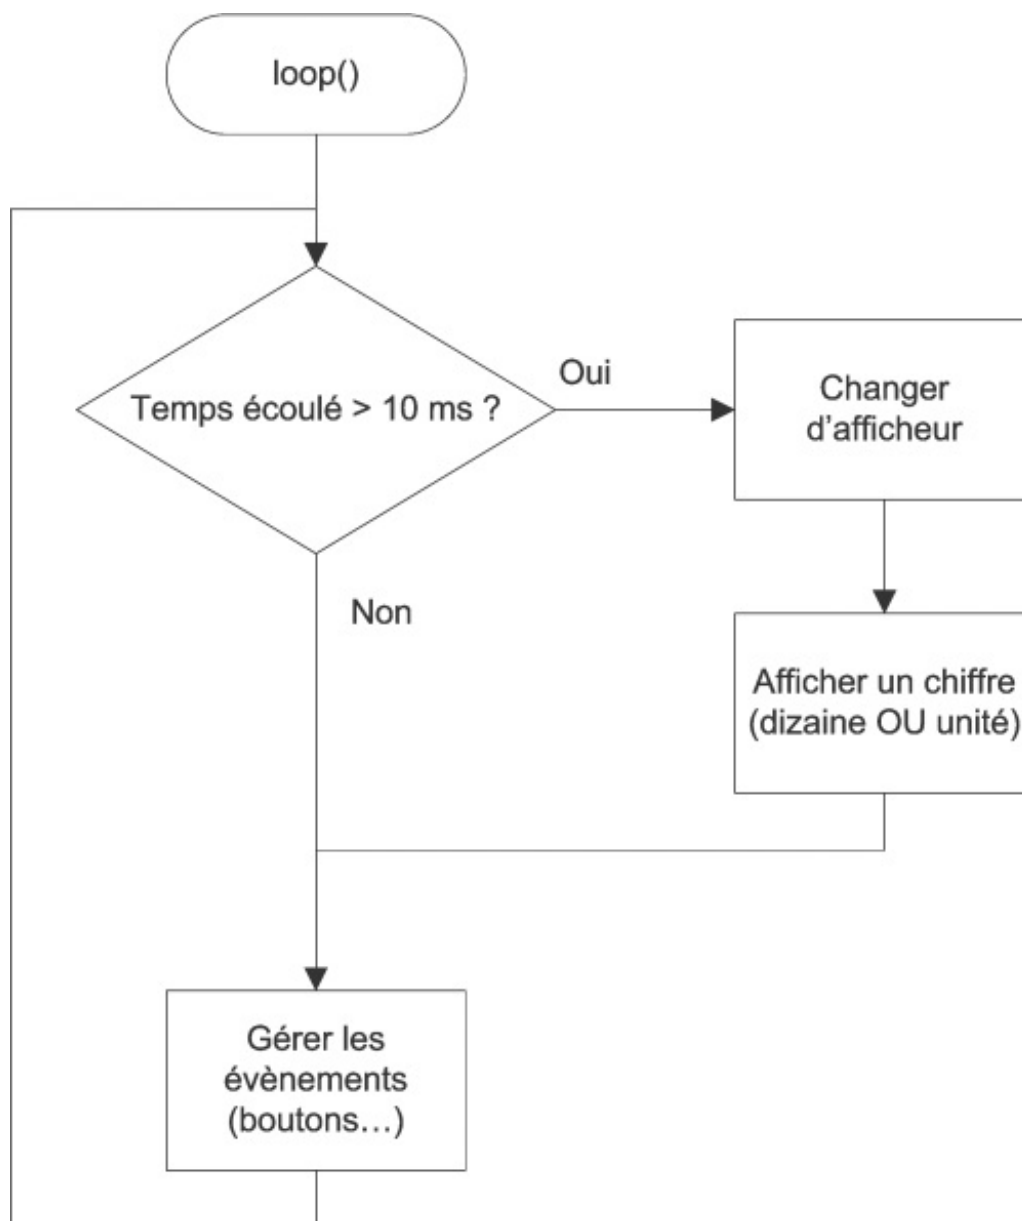 loop()
Temps écoulé > 10 ms ?
Oui
Changer
d’afficheur
Non
Afficher un chiffre
(dizaine OU unité)
Gérer les
évènements
(boutons…)